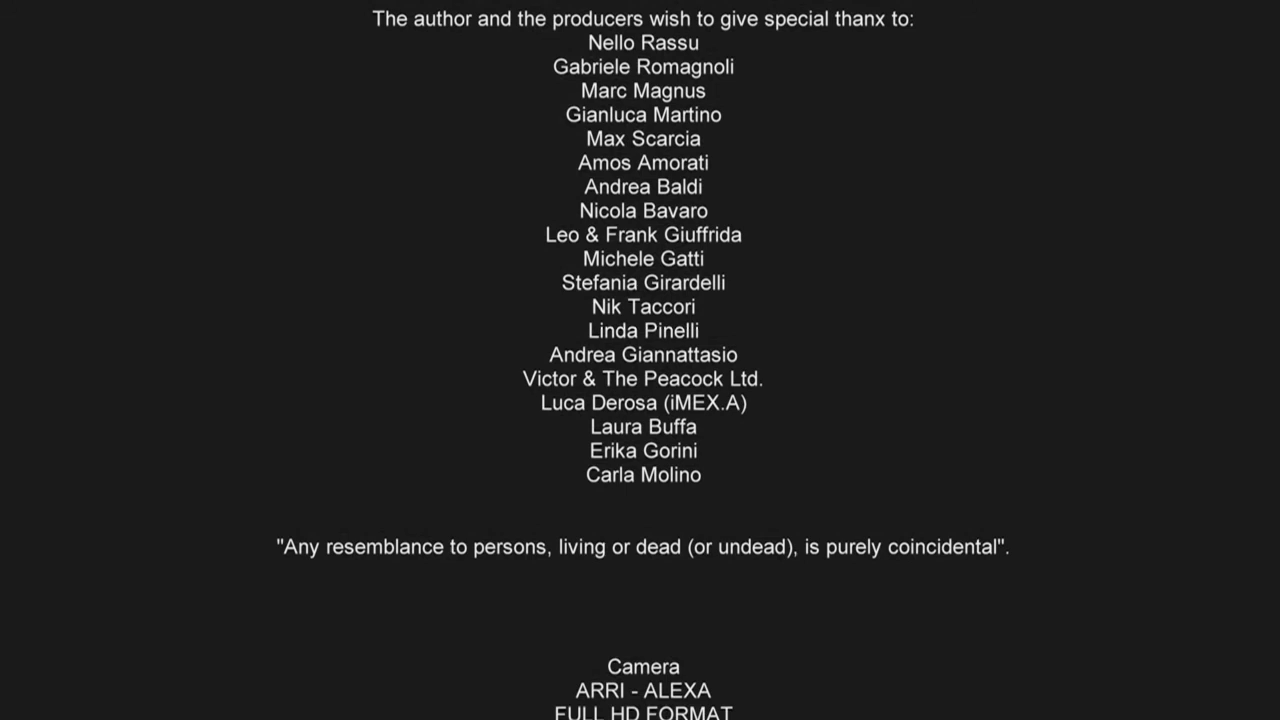 The author and the producers wish to give special thanx to:
Nello Rassu
Gabriele Romagnoli
Marc Magnus
Gianluca Martino
Max Scarcia
Amos Amorati
Andrea Baldi
Nicola Bavaro
Leo & Frank Giuffrida
Michele Gatti
Stefania Girardelli
Nik Taccori
Linda Pinelli
Andrea Giannattasio
Victor & The Peacock Ltd.
Luca Derosa (iMEX.A)
Laura Buffa
Erika Gorini
Carla Molino
"Any resemblance to persons, living or dead (or undead), is purely coincidental".
Camera
ARRI - ALEXA
FULL HD FORMAT